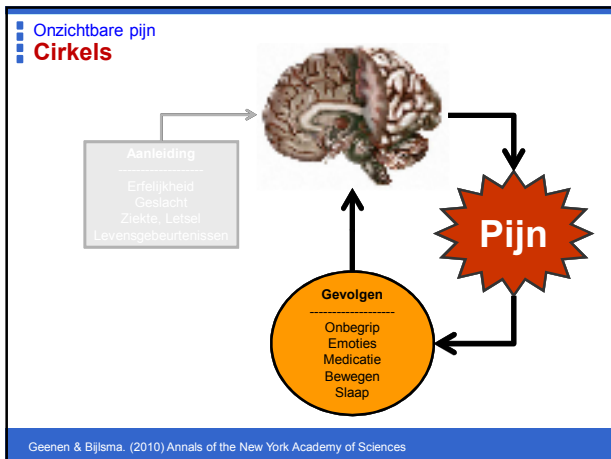 Onzichtbare pijn
Cirkels
Aanleiding
--------------------
Erfelijkheid
Geslacht
Ziekte, Letsel
Levensgebeurtenissen
Pijn
Gevolgen
--------------------
Onbegrip
Emoties
Medicatie
Bewegen
Slaap
Geenen & Bijlsma. (2010) Annals of the New York Academy of Sciences